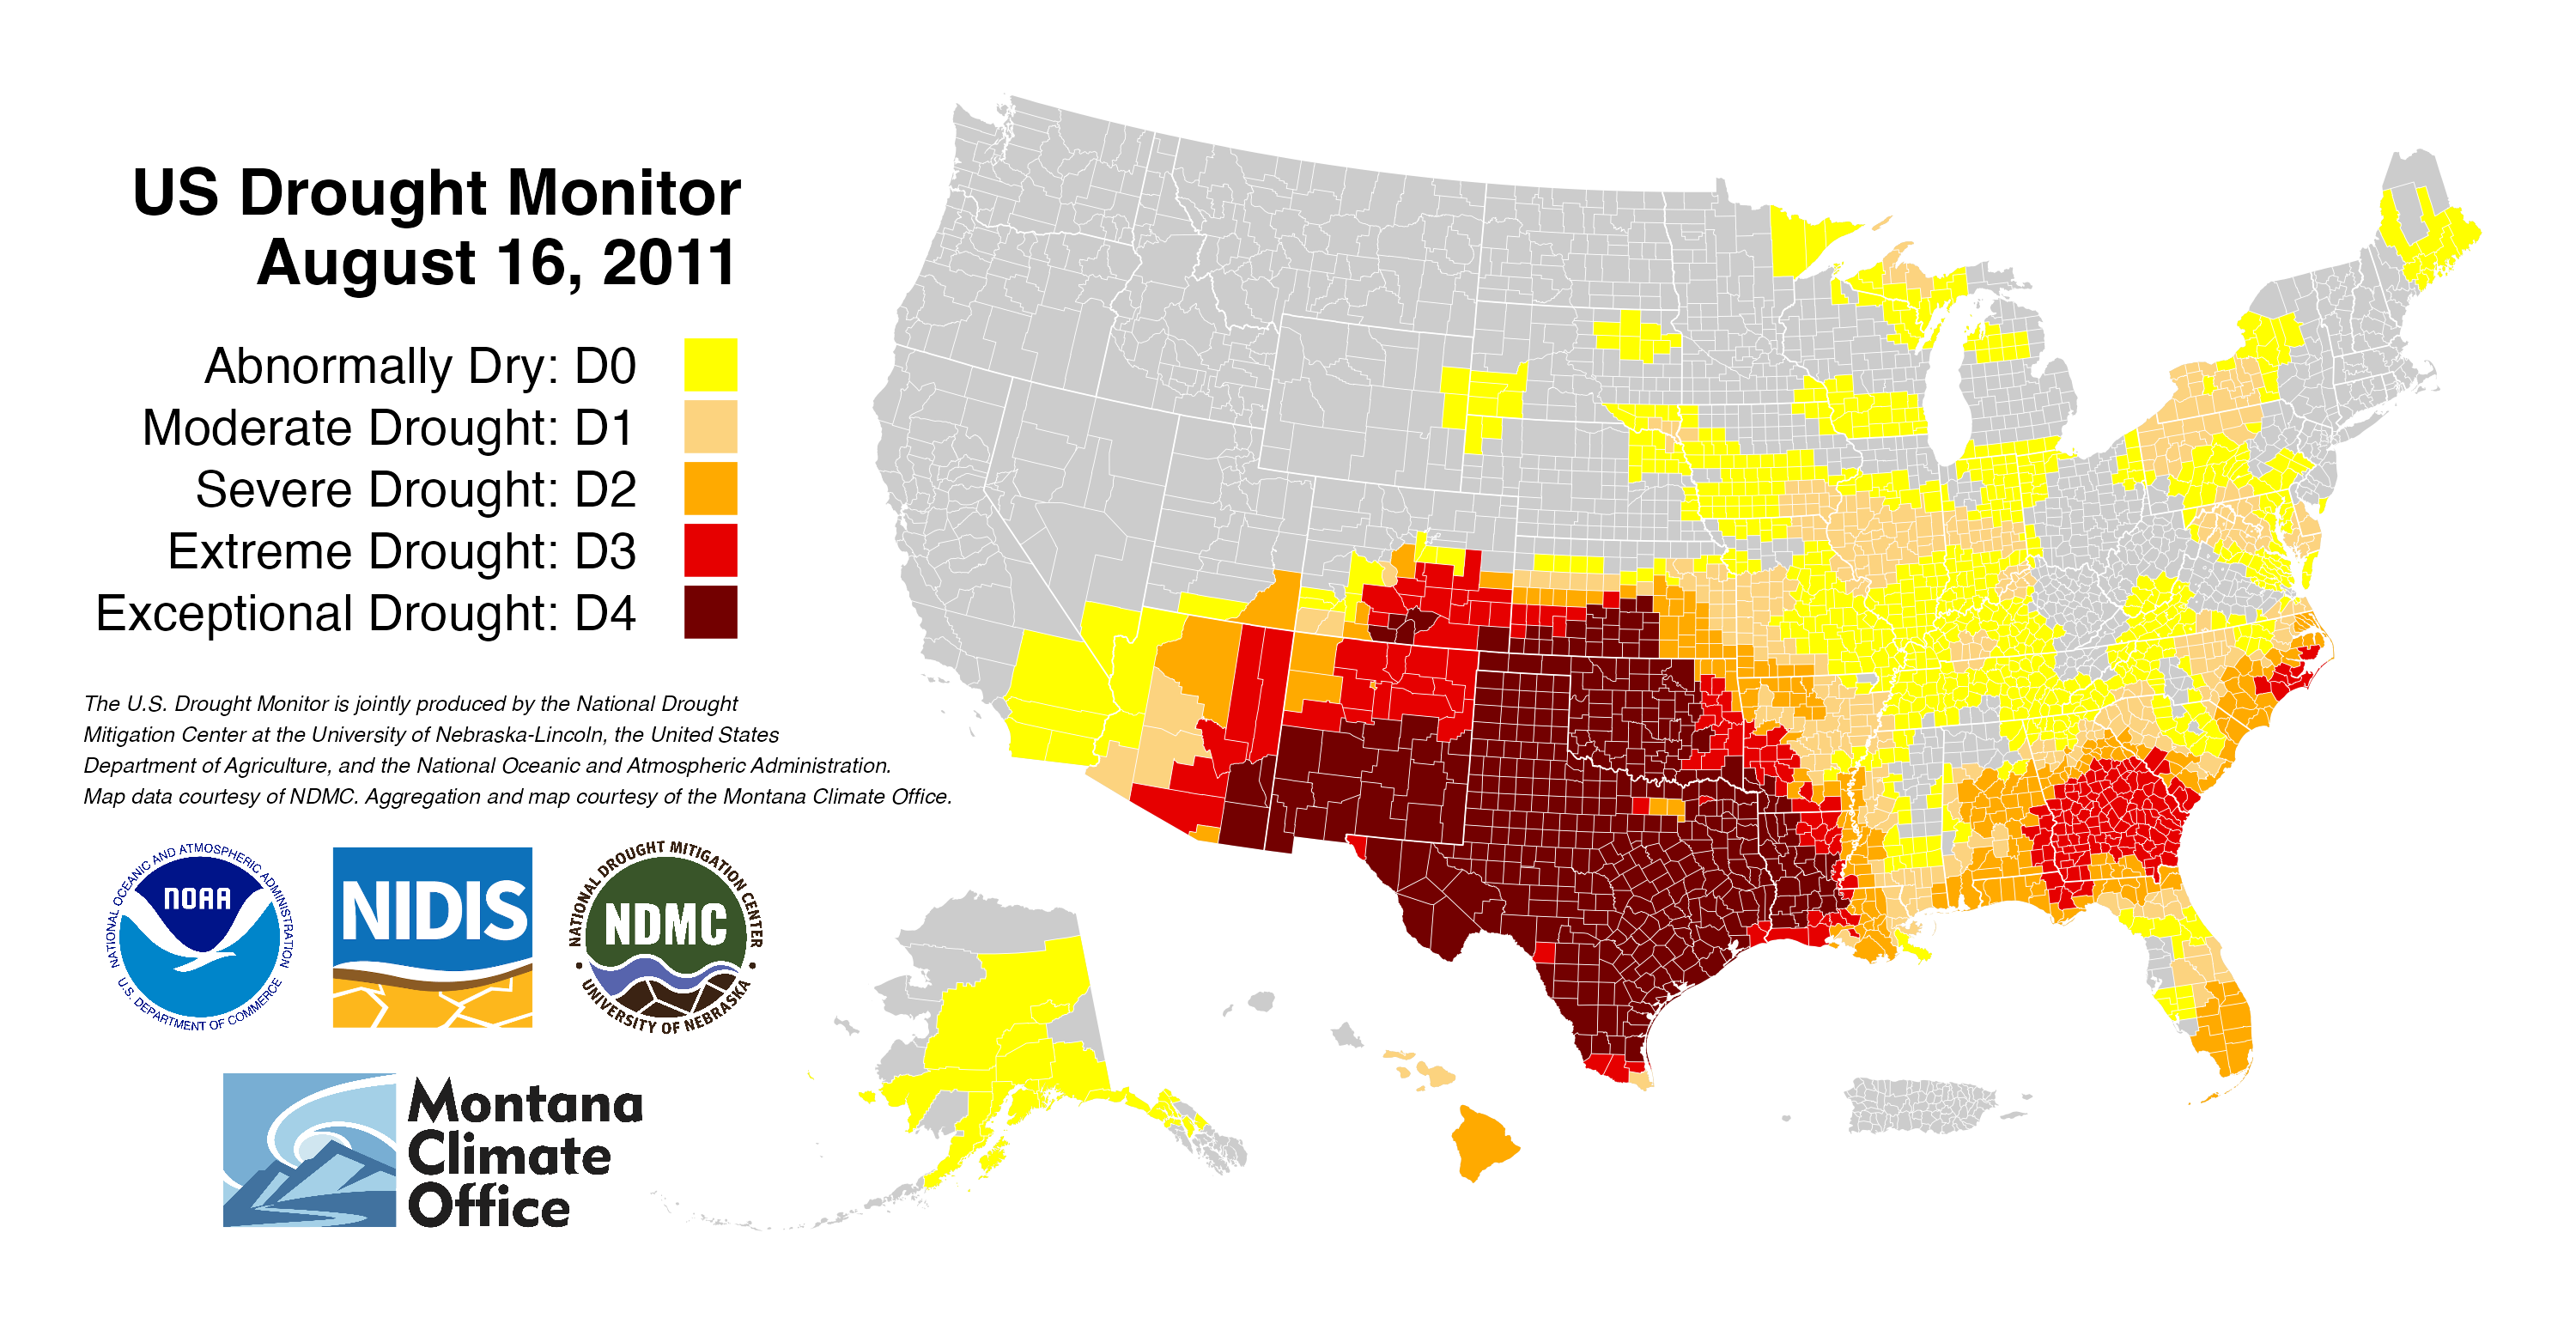 US Drought Monitor
August 16, 2011
Abnormally Dry: D0
Moderate Drought: D1
Severe Drought: D2
Extreme Drought: D3
Exceptional Drought: D4
The U.S. Drought Monitor is jointly produced by the National Drought
Mitigation Center at the University of Nebraska-Lincoln, the United States
Department of Agriculture, and the National Oceanic and Atmospheric Administration.
Map data courtesy of NDMC. Aggregation and map courtesy of the Montana Climate Office.
NATIONAL OCEANIC AND ATMOSPHERIC ADMINISTRATION
NOAA
U.S. DEPARTMENT OF COMMERCE
NIDIS
NATIONAL DROUGHT MITIGATION CENTER
NDMC
UNIVERSITY OF NEBRASKA
Montana
Climate
Office